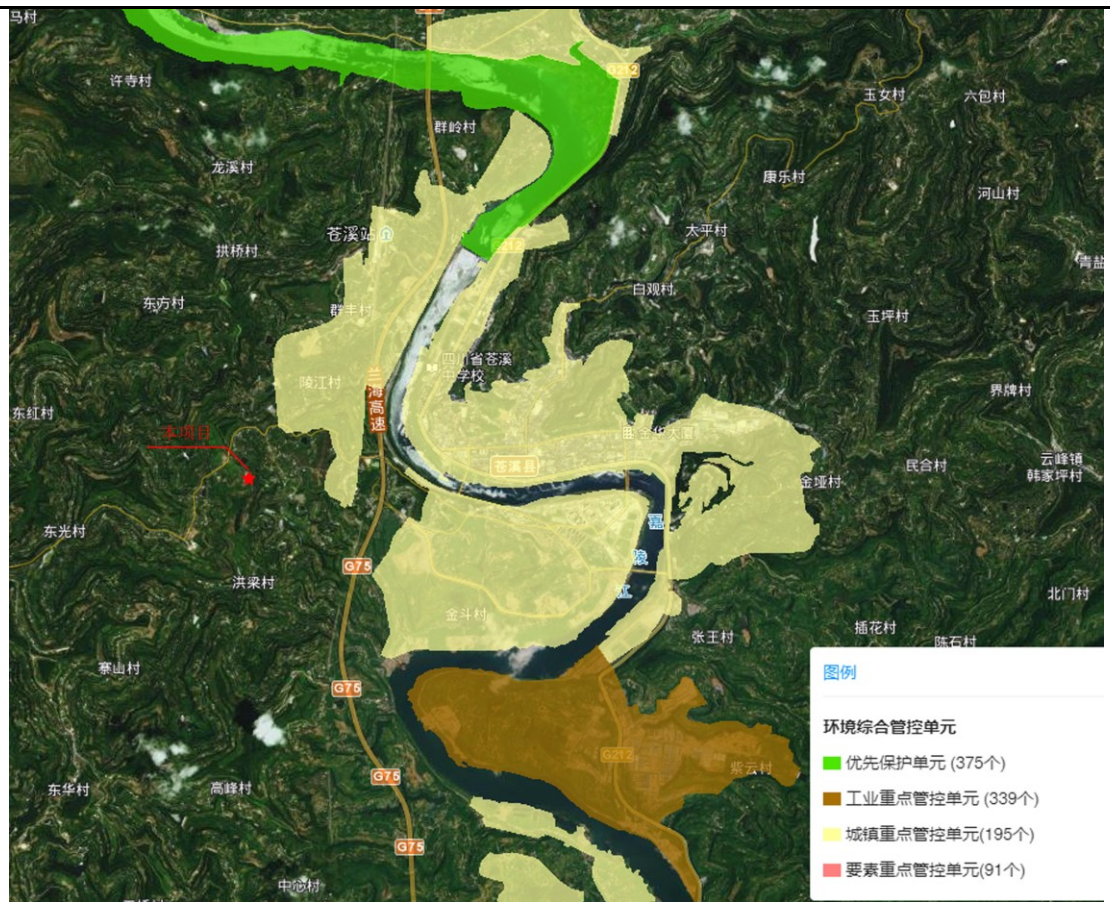 马村
许寺村
G212
玉女村
六包村
群岭村
龙溪村
康乐村
河山村
苍溪站
太平村
G212
拱桥村
青盐
白观村
东方村
群丰村
玉坪村
四川省苍溪
中学校
陵江村
兰海高速
界牌村
东红村
本项目
金华大厦
苍溪县
民合村
云峰镇
韩家坪村
金垭村
东光村
嘉陵江
G75
洪梁村
北门村
金斗村
插花村
张王村
陈石村
寨山村
图例
G75
环境综合管控单元
优先保护单元 (375个)
G212
紫云村
G75
东华村
高峰村
工业重点管控单元 (339个)
城镇重点管控单元(195个)
G75
要素重点管控单元(91个)
中心村